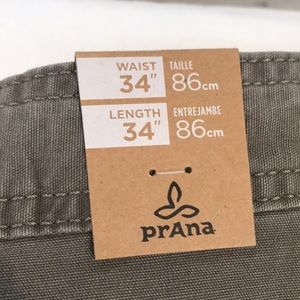 WAIST TAILLE
34" 86cm
LENGTH ENTREJAMBE
34" 86cm
prAna